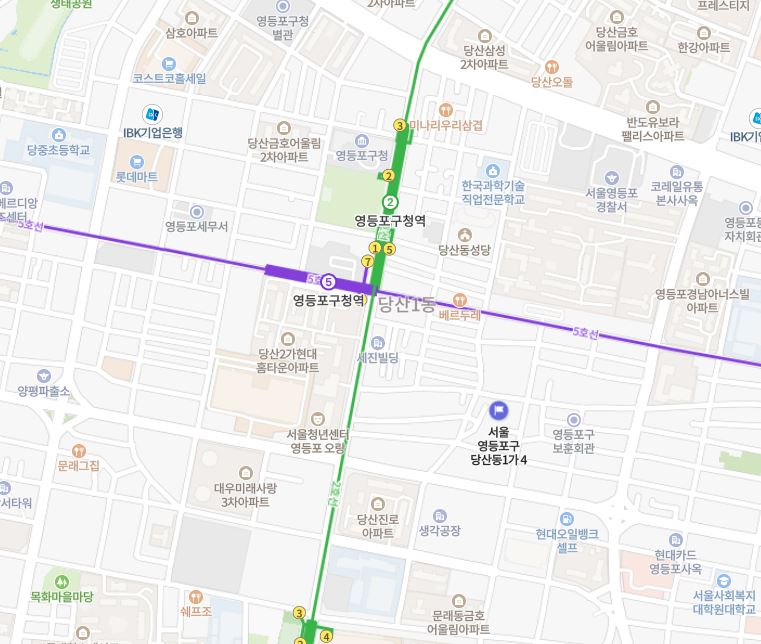 생태공원
2차아파트
프레스티지
삼호아파트
영등포구청
별관
당산삼성
2차아파트
당산금호
어울림아파트
한강아파트
코스트코홀세일
당산오돌
IBK기업은행
당산금호어울림
2차아파트
3
미나리우리삼겹
반도유보라
팰리스아파트
당중초등학교
영등포구청
롯데마트
2
한국과학기술
직업전문학교
서울영등포
경찰서
코레일유통
본사사옥
2
영등포구청역
영등포세무서
자치회관
5호선
당산동성당
1
5
7
5
영등포구청역
당산1동
베르두레
영등포경남아너스빌
아파트
5호선
당산2가현대
홈타운아파트
세진빌딩
양평파출소
서울청년센터
영등포 오랑
서울
영등포구
당산동1가 4
영등포구
보훈회관
문래그집
대우미래사랑
3차아파트
2호선
당산진로
아파트
생각공장
현대오일뱅크
셀프
현대카드
영등포사옥
목화마을마당
쉐프조
서울사회복지
대학원대학교
문래동금호
어울림아파트
3
4